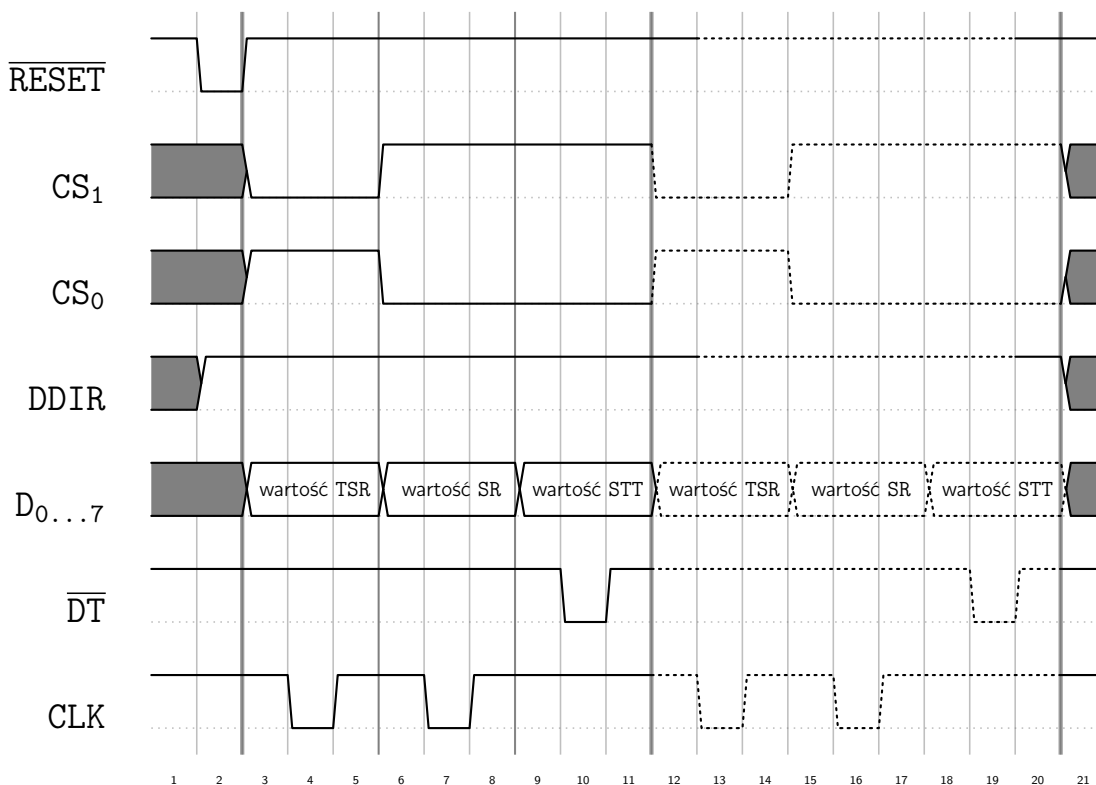 RESET
CS1
CS0
DDIR
wartość TSR wartość SR wartość STT wartość TSR wartość SR wartość STT
D0...7
DT
CLK
1 2 3 4 5 6 7 8 9 10 11 12 13 14 15 16 17 18 19 20 21